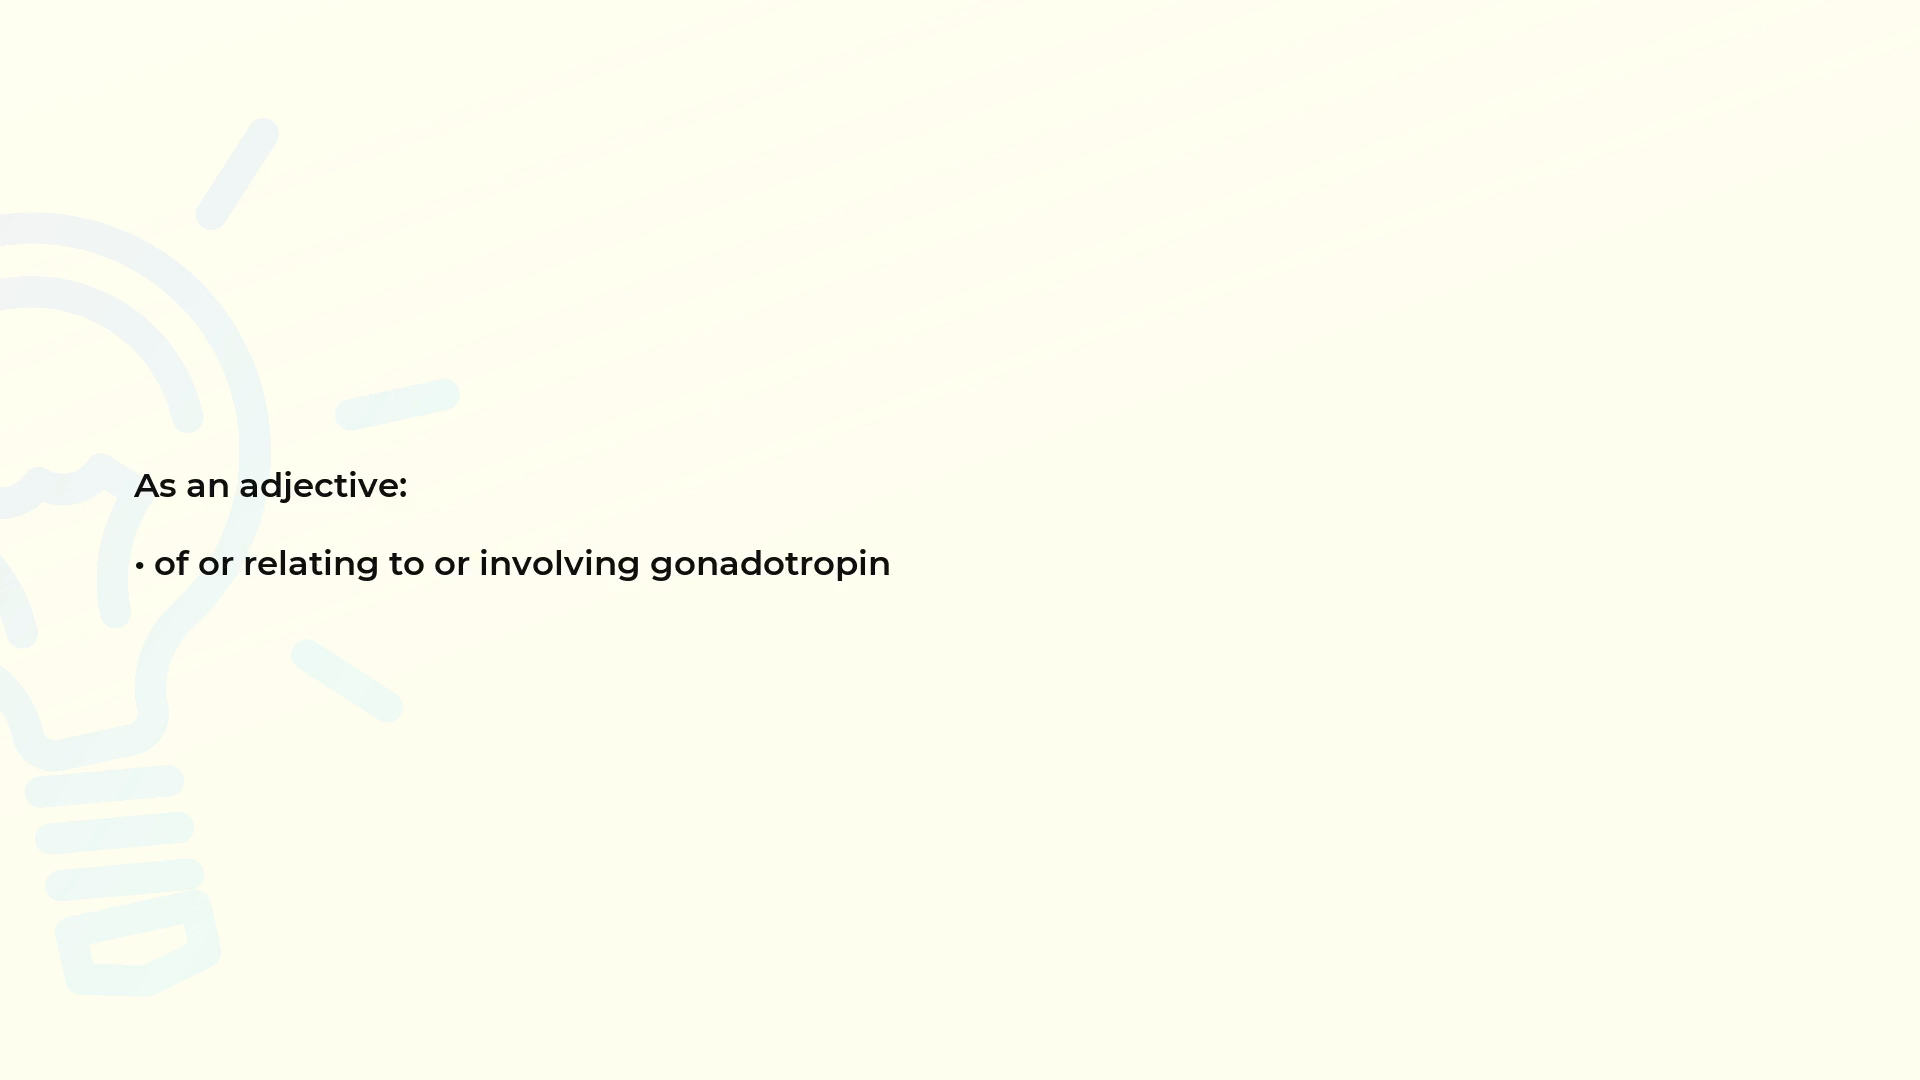 As an adjective:
• of or relating to or involving gonadotropin